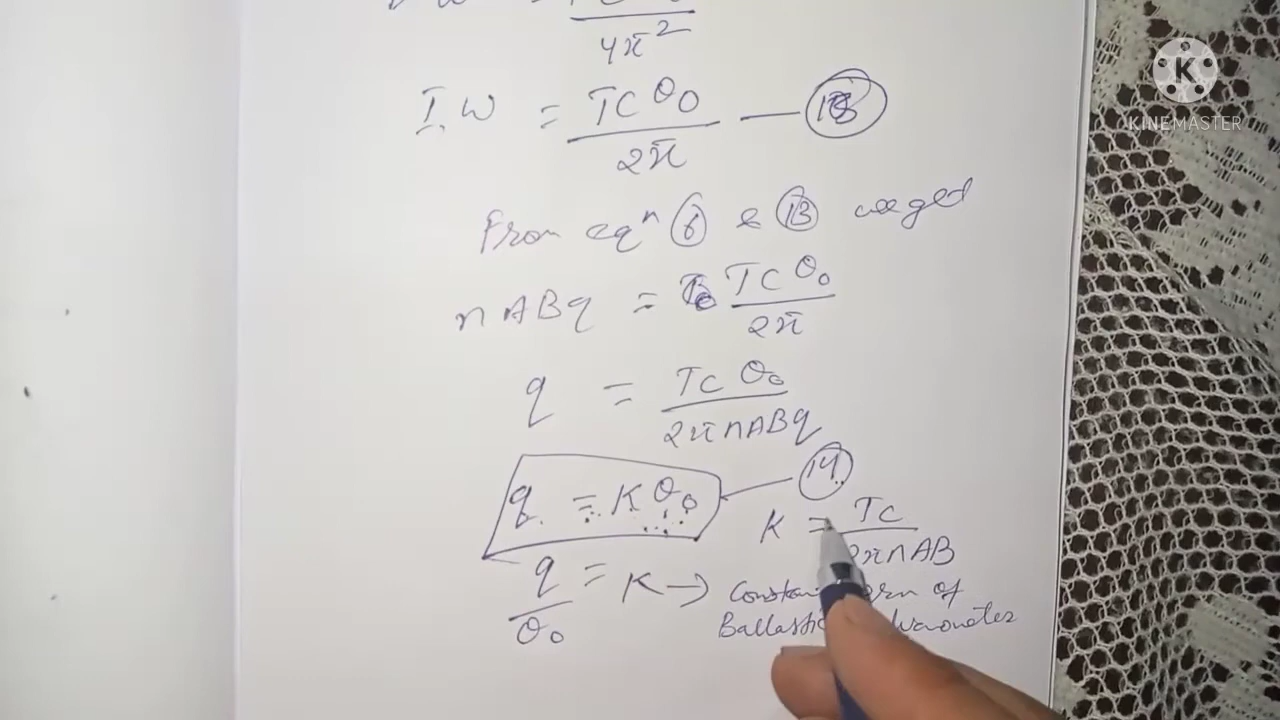 4π²
I.ω = TCθ₀ / 2π — (13)
From eqⁿ (6) & (13) we get
nABq = TCθ₀ / 2π
q = TCθ₀ / 2πnABq
q = Kθ₀ — (14)
K = TC / 2πnAB
q / θ₀ = K → Constan
Ballastic
K
KINEMASTER